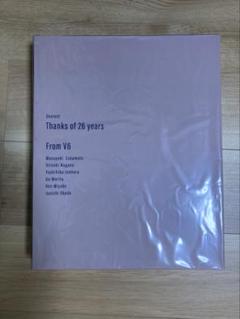 Dearest
Thanks of 26 years
From V6
Masayuki Sakamoto
Hiroshi Nagano
Yoshihiko Inohara
Go Morita
Ken Miyake
Junichi Okada